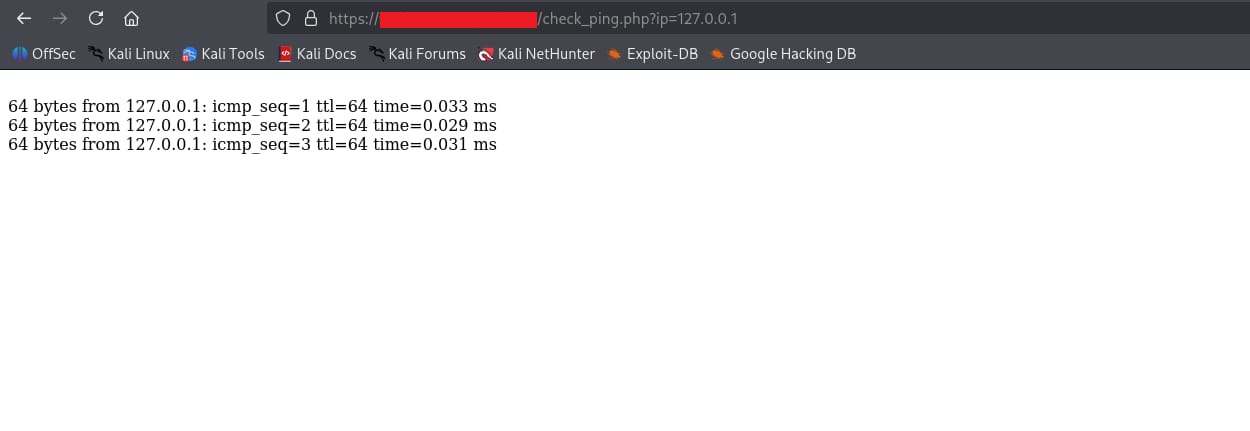 https:// /check_ping.php?ip=127.0.0.1
OffSec Kali Linux Kali Tools Kali Docs Kali Forums Kali NetHunter Exploit-DB Google Hacking DB
64 bytes from 127.0.0.1: icmp_seq=1 ttl=64 time=0.033 ms
64 bytes from 127.0.0.1: icmp_seq=2 ttl=64 time=0.029 ms
64 bytes from 127.0.0.1: icmp_seq=3 ttl=64 time=0.031 ms